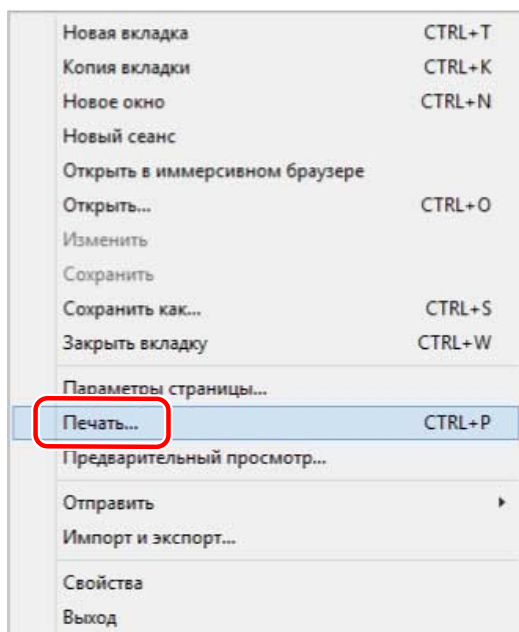 Новая вкладка CTRL+T
Копия вкладки CTRL+K
Новое окно CTRL+N
Новый сеанс
Открыть в иммерсивном браузере
Открыть... CTRL+O
Изменить
Сохранить
Сохранить как... CTRL+S
Закрыть вкладку CTRL+W
Параметры страницы...
Печать... CTRL+P
Предварительный просмотр...
Отправить
Импорт и экспорт...
Свойства
Выход